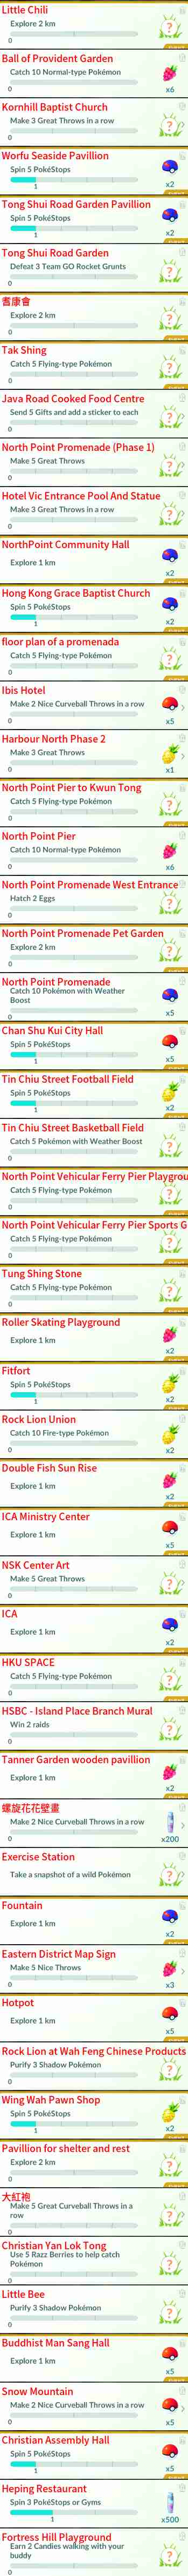 Little Chili
Explore 2 km
0
Ball of Provident Garden
Catch 10 Normal-type Pokémon
0
x6
Kornhill Baptist Church
Make 3 Great Throws in a row
0
Worfu Seaside Pavillion
Spin 5 PokéStops
1
x2
Tong Shui Road Garden Pavillion
Spin 5 PokéStops
1
x2
Tong Shui Road Garden
Defeat 3 Team GO Rocket Grunts
0
耆康會
Explore 2 km
0
Tak Shing
Catch 5 Flying-type Pokémon
0
Java Road Cooked Food Centre
Send 5 Gifts and add a sticker to each
0
North Point Promenade (Phase 1)
Make 5 Great Throws
0
Hotel Vic Entrance Pool And Statue
Make 3 Great Throws in a row
0
NorthPoint Community Hall
Explore 1 km
0
x2
Hong Kong Grace Baptist Church
Spin 5 PokéStops
1
x2
floor plan of a promenada
Catch 5 Flying-type Pokémon
0
Ibis Hotel
Make 2 Nice Curveball Throws in a row
0
x5
Harbour North Phase 2
Make 3 Great Throws
0
x1
North Point Pier to Kwun Tong
Catch 5 Flying-type Pokémon
0
North Point Pier
Catch 10 Normal-type Pokémon
0
x6
North Point Promenade West Entrance
Hatch 2 Eggs
0
North Point Promenade Pet Garden
Explore 2 km
0
North Point Promenade
Catch 10 Pokémon with Weather
Boost
0
x5
Chan Shu Kui City Hall
Spin 5 PokéStops
1
x5
Tin Chiu Street Football Field
Spin 5 PokéStops
1
x2
Tin Chiu Street Basketball Field
Catch 5 Pokémon with Weather Boost
0
North Point Vehicular Ferry Pier Playgrou
Catch 5 Flying-type Pokémon
0
North Point Vehicular Ferry Pier Sports G
Catch 5 Flying-type Pokémon
0
Tung Shing Stone
Catch 5 Flying-type Pokémon
0
Roller Skating Playground
Explore 1 km
0
x2
Fitfort
Spin 5 PokéStops
1
x2
Rock Lion Union
Catch 10 Fire-type Pokémon
0
x2
Double Fish Sun Rise
Explore 1 km
0
x2
ICA Ministry Center
Explore 1 km
0
x5
NSK Center Art
Make 5 Great Throws
0
ICA
Explore 1 km
0
x2
HKU SPACE
Catch 5 Flying-type Pokémon
0
HSBC - Island Place Branch Mural
Win 2 raids
0
Tanner Garden wooden pavillion
Explore 1 km
0
x2
螺旋花花壁畫
Make 2 Nice Curveball Throws in a row
0
x200
Exercise Station
Take a snapshot of a wild Pokémon
Fountain
Explore 1 km
0
x2
Eastern District Map Sign
Make 5 Nice Throws
0
x3
Hotpot
Explore 1 km
0
x5
Rock Lion at Wah Feng Chinese Products
Purify 3 Shadow Pokémon
0
Wing Wah Pawn Shop
Spin 5 PokéStops
1
x2
Pavillion for shelter and rest
Explore 2 km
0
大紅袍
Make 5 Great Curveball Throws in a
row
0
Christian Yan Lok Tong
Use 5 Razz Berries to help catch
Pokémon
0
Little Bee
Purify 3 Shadow Pokémon
0
Buddhist Man Sang Hall
Explore 1 km
0
x5
Snow Mountain
Make 2 Nice Curveball Throws in a row
0
x5
Christian Assembly Hall
Spin 5 PokéStops
1
x5
Heping Restaurant
Spin 3 PokéStops or Gyms
1
x500
Fortress Hill Playground
Earn 2 Candies walking with your
buddy
0